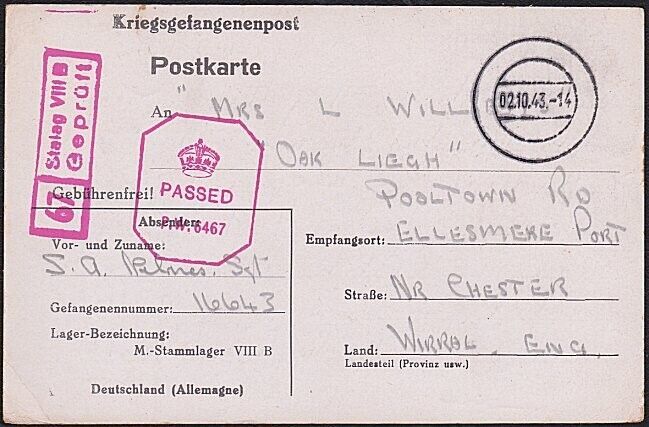 Kriegsgefangenenpost
Stalag VIII B
Geprüft
67
Postkarte
02.10.43.-14
An MRS L
"OAK LIEGH"
PASSED
P.W. 6467
Gebührenfrei!
POOLTOWN RD
Absender:
Vor- und Zuname:
Empfangsort: ELLESMERE PORT
S. A. Sgt
Gefangenennummer: 16643
Straße: NR CHESTER
Lager-Bezeichnung:
M.-Stammlager VIII B
Land: WIRRAL. ENG.
Landesteil (Provinz usw.)
Deutschland (Allemagne)